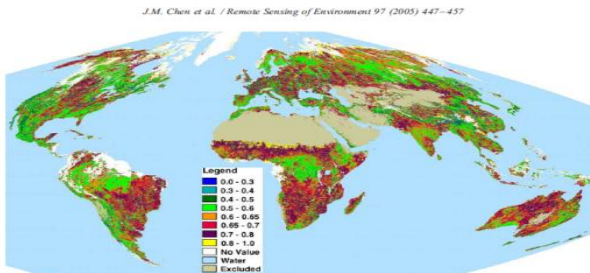 J.M. Chen et al. / Remote Sensing of Environment 97 (2005) 447–457
Legend
0.0 - 0.3
0.3 - 0.4
0.4 - 0.5
0.5 - 0.6
0.6 - 0.65
0.65 - 0.7
0.7 - 0.8
0.8 - 1.0
No Value
Water
Excluded